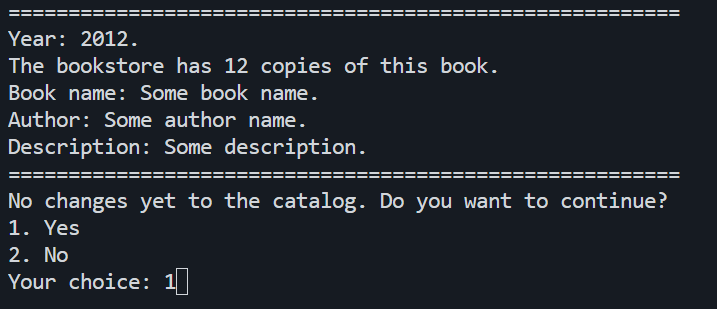 ========================================================
Year: 2012.
The bookstore has 12 copies of this book.
Book name: Some book name.
Author: Some author name.
Description: Some description.
========================================================
No changes yet to the catalog. Do you want to continue?
1. Yes
2. No
Your choice: 1